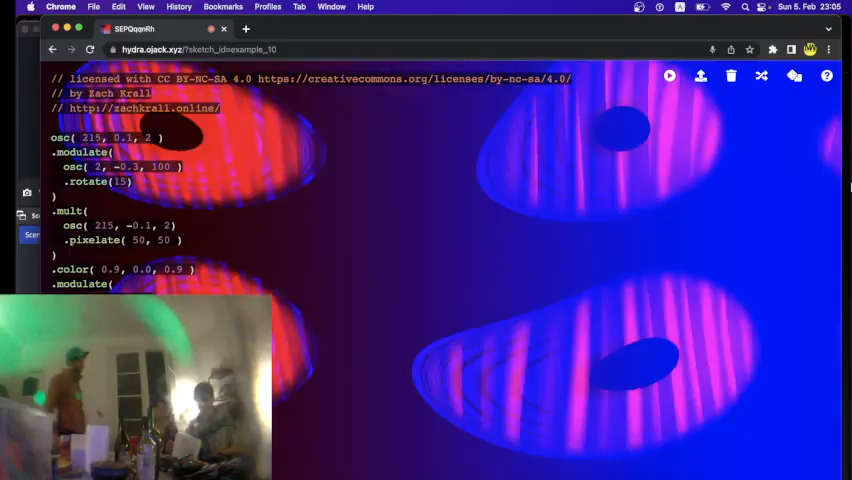 Chrome File Edit View History Bookmarks Profiles Tab Window Help A Sun 5. Feb 23:05
SEPQqqnRh
hydra.ojack.xyz/?sketch_id=example_10
// licensed with CC BY-NC-SA 4.0 https://creativecommons.org/licenses/by-nc-sa/4.0/
// by Zach Krall
// http://zachkrall.online/
osc( 215, 0.1, 2 )
.modulate(
osc( 2, -0.3, 100 )
.rotate(15)
)
.mult(
osc( 215, -0.1, 2)
.pixelate( 50, 50 )
)
.color( 0.9, 0.0, 0.9 )
.modulate(